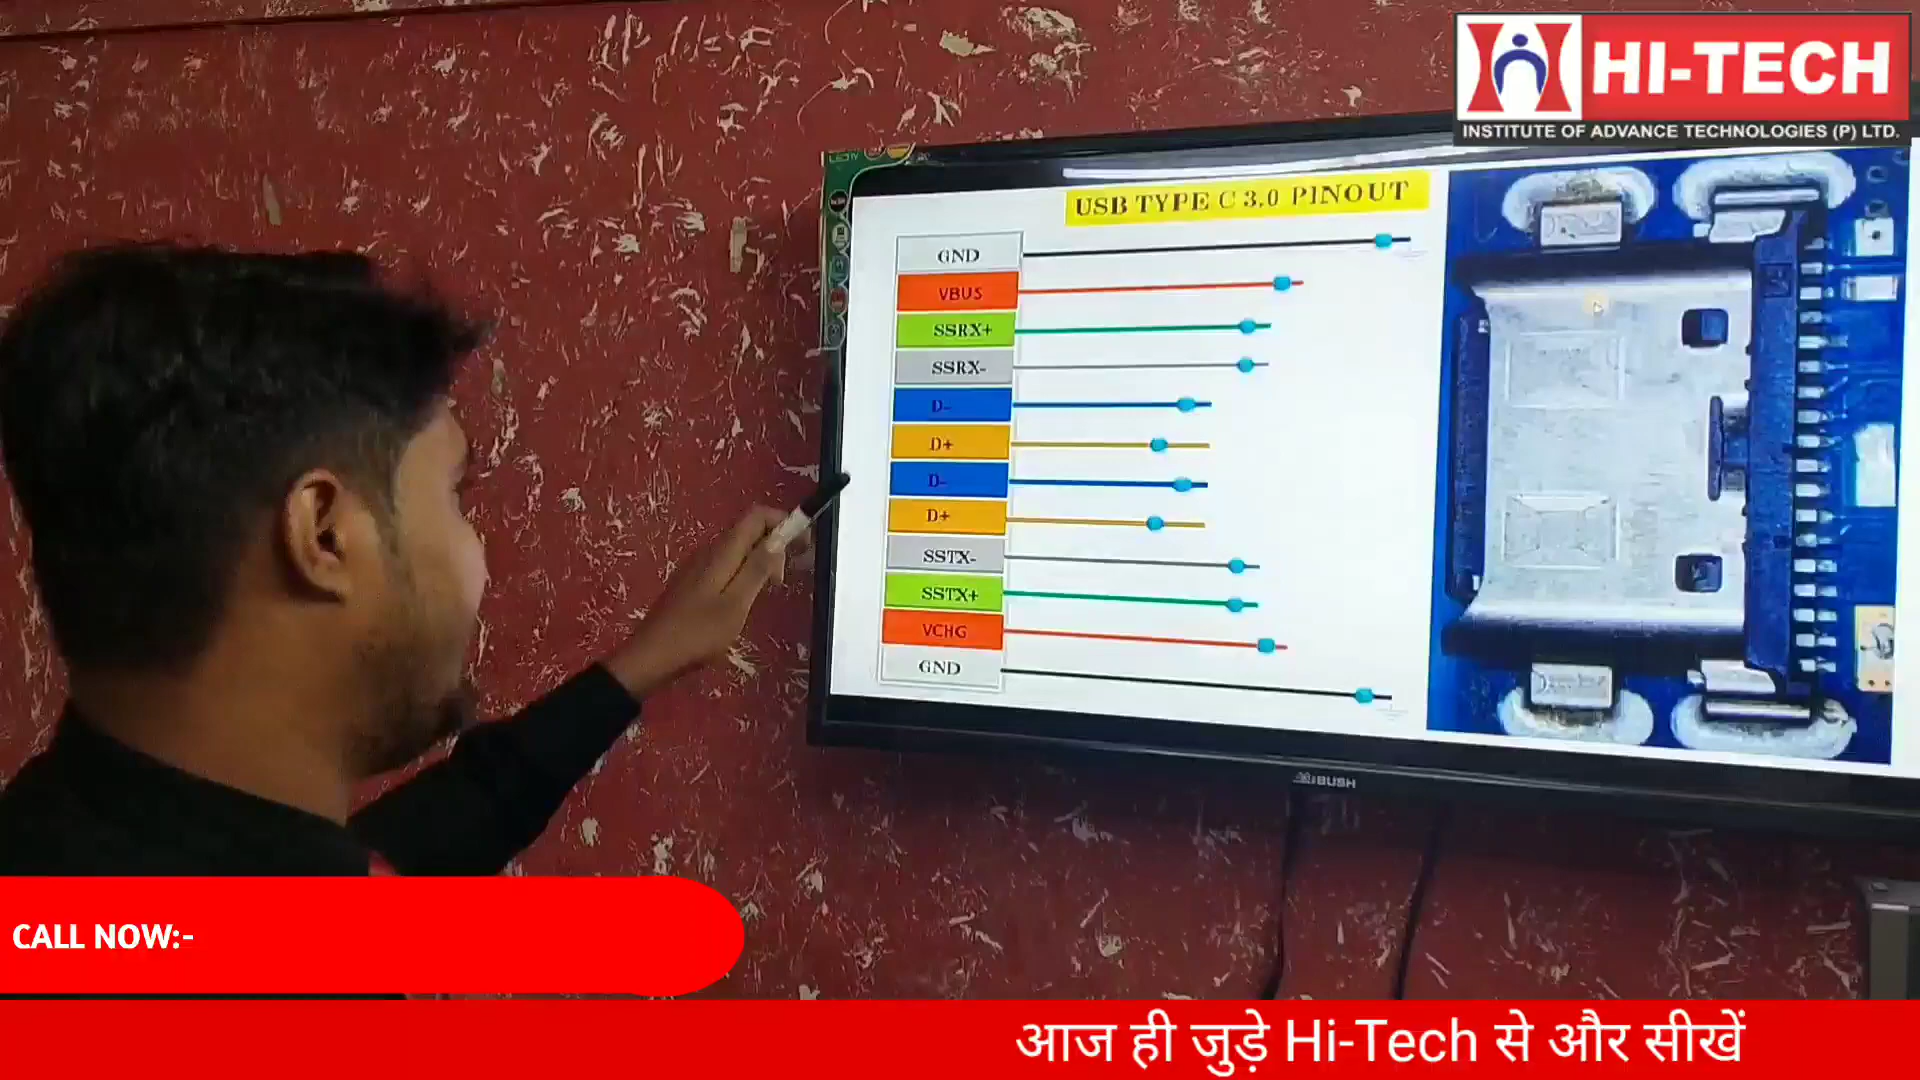 HI-TECH
INSTITUTE OF ADVANCE TECHNOLOGIES (P) LTD.
USB TYPE C 3.0 PINOUT
GND
VBUS
SSRX+
SSRX-
D-
D+
D-
D+
SSTX-
SSTX+
VCHG
GND
BUSH
CALL NOW:-
आज ही जुड़े Hi-Tech से और सीखें